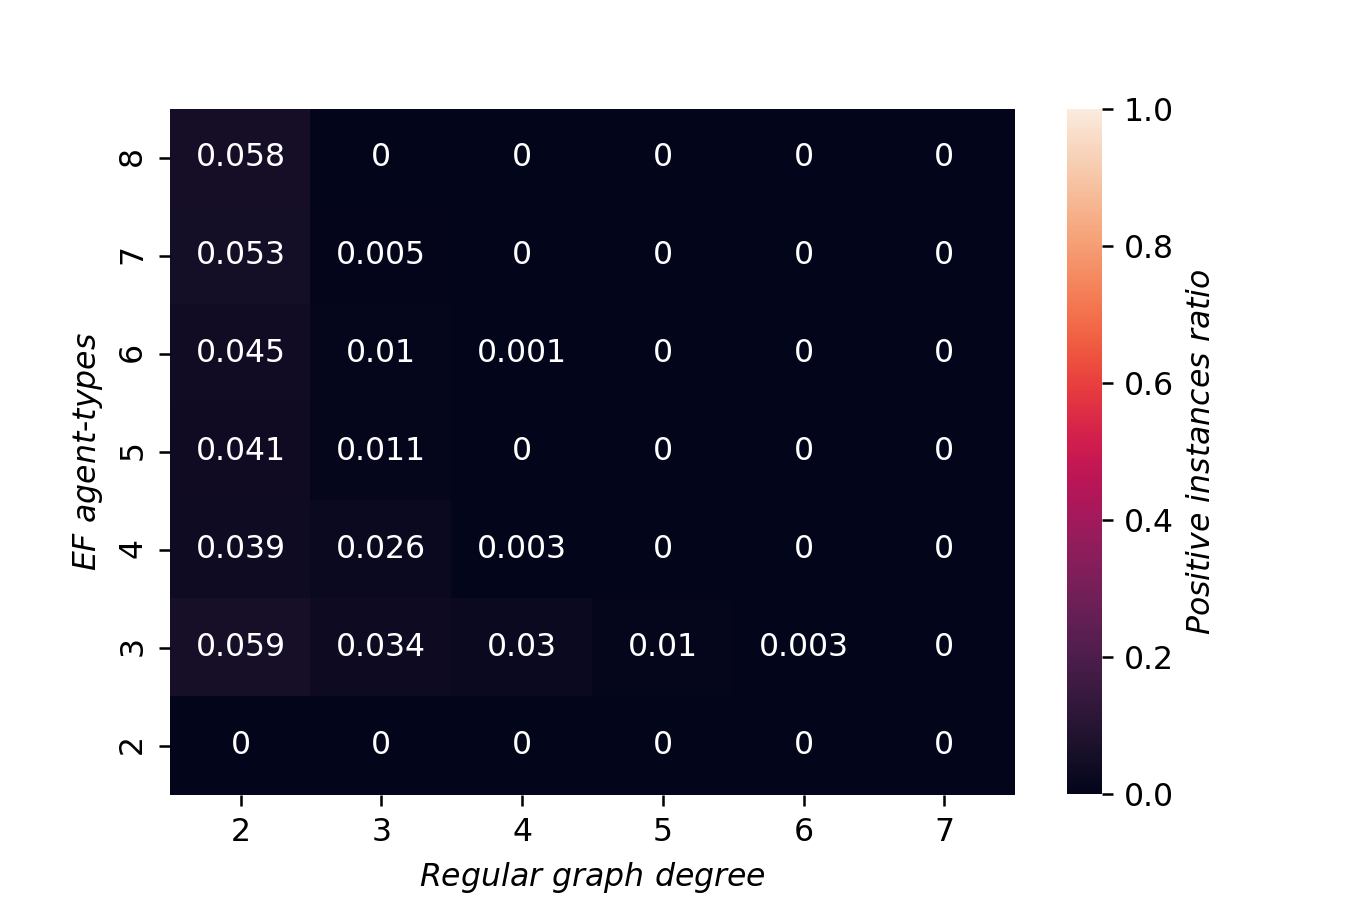 8 0.058 0 0 0 0 0
7 0.053 0.005 0 0 0 0
6 0.045 0.01 0.001 0 0 0
5 0.041 0.011 0 0 0 0
4 0.039 0.026 0.003 0 0 0
3 0.059 0.034 0.03 0.01 0.003 0
2 0 0 0 0 0 0
2 3 4 5 6 7
Regular graph degree
EF agent-types
1.0
0.8
0.6
0.4
0.2
0.0
Positive instances ratio